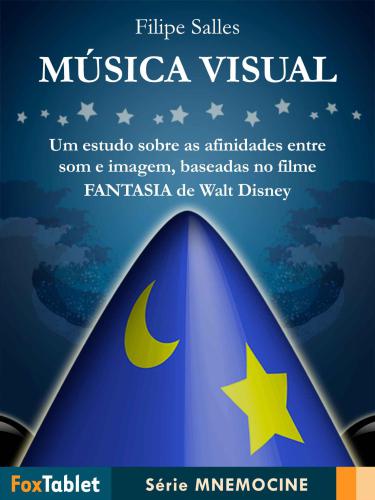 Filipe Salles
MÚSICA VISUAL
Um estudo sobre as afinidades entre
som e imagem, baseadas no filme
FANTASIA de Walt Disney
FoxTablet
Série MNEMOCINE